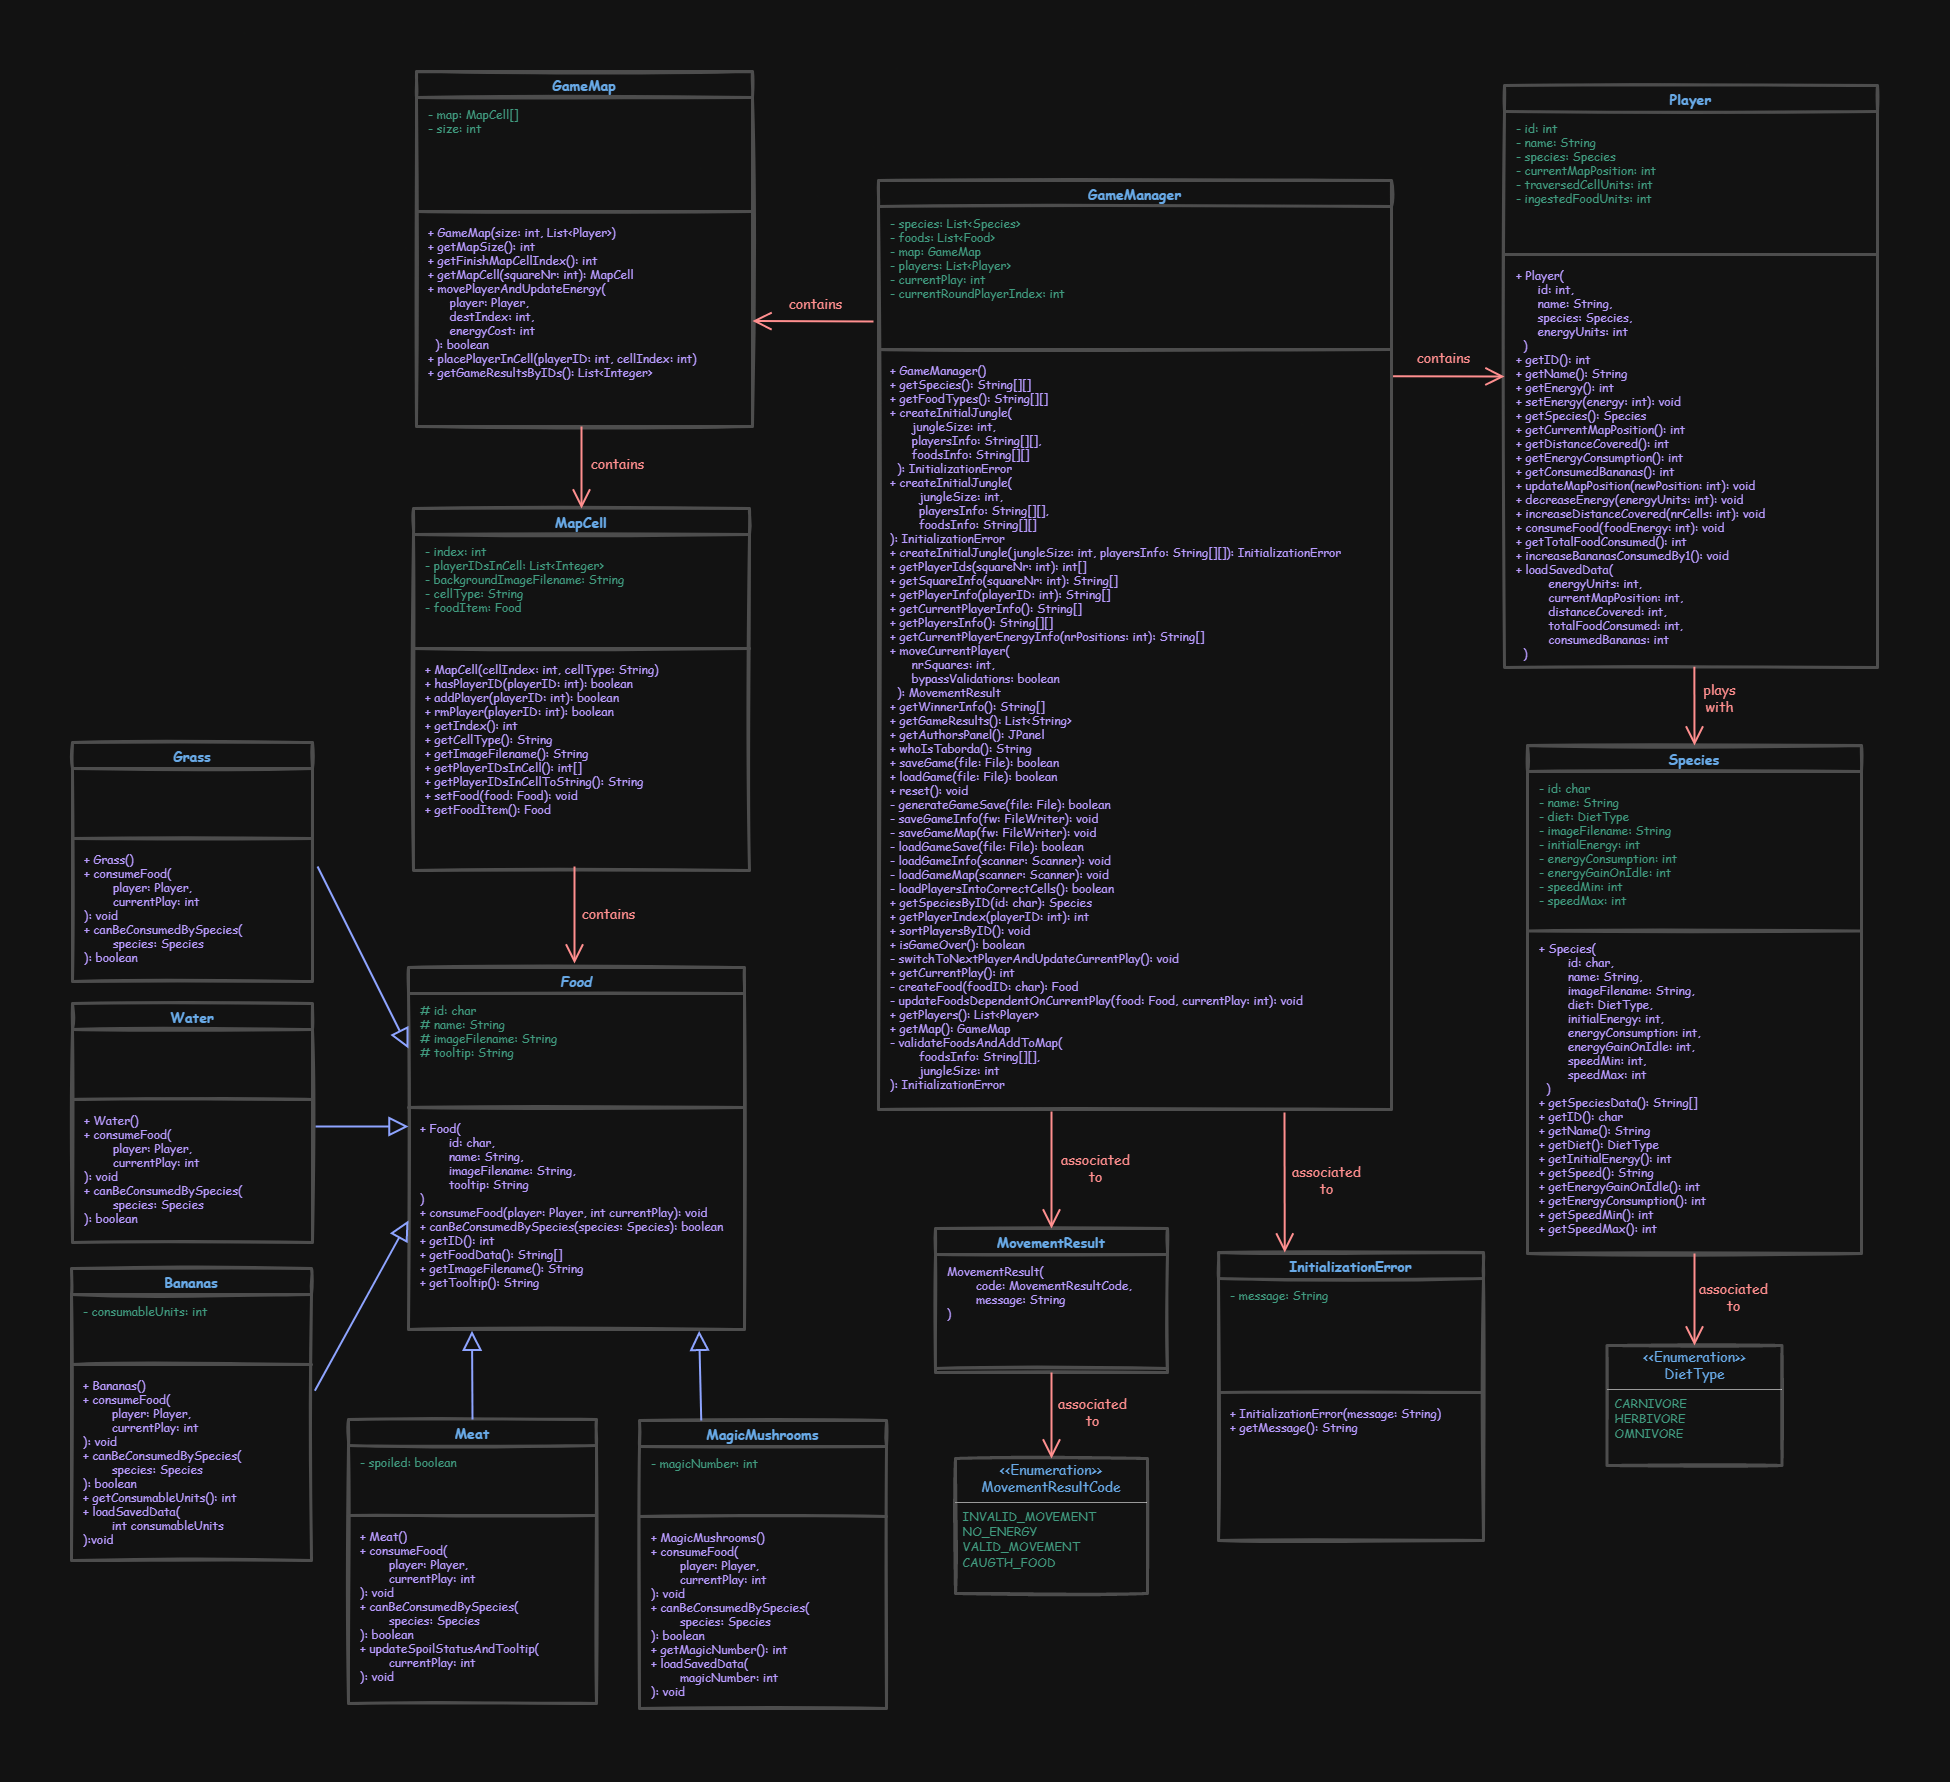 GameMap
- map: MapCell[]
- size: int
+ GameMap(size: int, List<Player>)
+ getMapSize(): int
+ getFinishMapCellIndex(): int
+ getMapCell(squareNr: int): MapCell
+ movePlayerAndUpdateEnergy(
player: Player,
destIndex: int,
energyCost: int
): boolean
+ placePlayerInCell(playerID: int, cellIndex: int)
+ getGameResultsByIDs(): List<Integer>
contains
contains
GameManager
- species: List<Species>
- foods: List<Food>
- map: GameMap
- players: List<Player>
- currentPlay: int
- currentRoundPlayerIndex: int
+ GameManager()
+ getSpecies(): String[][]
+ getFoodTypes(): String[][]
+ createInitialJungle(
jungleSize: int,
playersInfo: String[][],
foodsInfo: String[][]
): InitializationError
+ createInitialJungle(
jungleSize: int,
playersInfo: String[][],
foodsInfo: String[][]
): InitializationError
+ createInitialJungle(jungleSize: int, playersInfo: String[][]): InitializationError
+ getPlayerIds(squareNr: int): int[]
+ getSquareInfo(squareNr: int): String[]
+ getPlayerInfo(playerID: int): String[]
+ getCurrentPlayerInfo(): String[]
+ getPlayersInfo(): String[][]
+ getCurrentPlayerEnergyInfo(nrPositions: int): String[]
+ moveCurrentPlayer(
nrSquares: int,
bypassValidations: boolean
): MovementResult
+ getWinnerInfo(): String[]
+ getGameResults(): List<String>
+ getAuthorsPanel(): JPanel
+ whoIsTaborda(): String
+ saveGame(file: File): boolean
+ loadGame(file: File): boolean
+ reset(): void
- generateGameSave(file: File): boolean
- saveGameInfo(fw: FileWriter): void
- saveGameMap(fw: FileWriter): void
- loadGameSave(file: File): boolean
- loadGameInfo(scanner: Scanner): void
- loadGameMap(scanner: Scanner): void
- loadPlayersIntoCorrectCells(): boolean
+ getSpeciesByID(id: char): Species
+ getPlayerIndex(playerID: int): int
+ sortPlayersByID(): void
+ isGameOver(): boolean
- switchToNextPlayerAndUpdateCurrentPlay(): void
+ getCurrentPlay(): int
- createFood(foodID: char): Food
- updateFoodsDependentOnCurrentPlay(food: Food, currentPlay: int): void
+ getPlayers(): List<Player>
+ getMap(): GameMap
- validateFoodsAndAddToMap(
foodsInfo: String[][],
jungleSize: int
): InitializationError
contains
Player
- id: int
- name: String
- species: Species
- currentMapPosition: int
- traversedCellUnits: int
- ingestedFoodUnits: int
+ Player(
id: int,
name: String,
species: Species,
energyUnits: int
)
+ getID(): int
+ getName(): String
+ getEnergy(): int
+ setEnergy(energy: int): void
+ getSpecies(): Species
+ getCurrentMapPosition(): int
+ getDistanceCovered(): int
+ getEnergyConsumption(): int
+ getConsumedBananas(): int
+ updateMapPosition(newPosition: int): void
+ decreaseEnergy(energyUnits: int): void
+ increaseDistanceCovered(nrCells: int): void
+ consumeFood(foodEnergy: int): void
+ getTotalFoodConsumed(): int
+ increaseBananasConsumedBy1(): void
+ loadSavedData(
energyUnits: int,
currentMapPosition: int,
distanceCovered: int,
totalFoodConsumed: int,
consumedBananas: int
)
plays
with
MapCell
- index: int
- playerIDsInCell: List<Integer>
- backgroundImageFilename: String
- cellType: String
- foodItem: Food
+ MapCell(cellIndex: int, cellType: String)
+ hasPlayerID(playerID: int): boolean
+ addPlayer(playerID: int): boolean
+ rmPlayer(playerID: int): boolean
+ getIndex(): int
+ getCellType(): String
+ getImageFilename(): String
+ getPlayerIDsInCell(): int[]
+ getPlayerIDsInCellToString(): String
+ setFood(food: Food): void
+ getFoodItem(): Food
contains
Grass
+ Grass()
+ consumeFood(
player: Player,
currentPlay: int
): void
+ canBeConsumedBySpecies(
species: Species
): boolean
Water
+ Water()
+ consumeFood(
player: Player,
currentPlay: int
): void
+ canBeConsumedBySpecies(
species: Species
): boolean
Bananas
- consumableUnits: int
+ Bananas()
+ consumeFood(
player: Player,
currentPlay: int
): void
+ canBeConsumedBySpecies(
species: Species
): boolean
+ getConsumableUnits(): int
+ loadSavedData(
int consumableUnits
):void
Food
# id: char
# name: String
# imageFilename: String
# tooltip: String
+ Food(
id: char,
name: String,
imageFilename: String,
tooltip: String
)
+ consumeFood(player: Player, int currentPlay): void
+ canBeConsumedBySpecies(species: Species): boolean
+ getID(): int
+ getFoodData(): String[]
+ getImageFilename(): String
+ getTooltip(): String
Meat
- spoiled: boolean
+ Meat()
+ consumeFood(
player: Player,
currentPlay: int
): void
+ canBeConsumedBySpecies(
species: Species
): boolean
+ updateSpoilStatusAndTooltip(
currentPlay: int
): void
MagicMushrooms
- magicNumber: int
+ MagicMushrooms()
+ consumeFood(
player: Player,
currentPlay: int
): void
+ canBeConsumedBySpecies(
species: Species
): boolean
+ getMagicNumber(): int
+ loadSavedData(
magicNumber: int
): void
associated
to
associated
to
MovementResult
MovementResult(
code: MovementResultCode,
message: String
)
associated
to
<<Enumeration>>
MovementResultCode
INVALID_MOVEMENT
NO_ENERGY
VALID_MOVEMENT
CAUGTH_FOOD
InitializationError
- message: String
+ InitializationError(message: String)
+ getMessage(): String
Species
- id: char
- name: String
- diet: DietType
- imageFilename: String
- initialEnergy: int
- energyConsumption: int
- energyGainOnIdle: int
- speedMin: int
- speedMax: int
+ Species(
id: char,
name: String,
imageFilename: String,
diet: DietType,
initialEnergy: int,
energyConsumption: int,
energyGainOnIdle: int,
speedMin: int,
speedMax: int
)
+ getSpeciesData(): String[]
+ getID(): char
+ getName(): String
+ getDiet(): DietType
+ getInitialEnergy(): int
+ getSpeed(): String
+ getEnergyGainOnIdle(): int
+ getEnergyConsumption(): int
+ getSpeedMin(): int
+ getSpeedMax(): int
associated
to
<<Enumeration>>
DietType
CARNIVORE
HERBIVORE
OMNIVORE